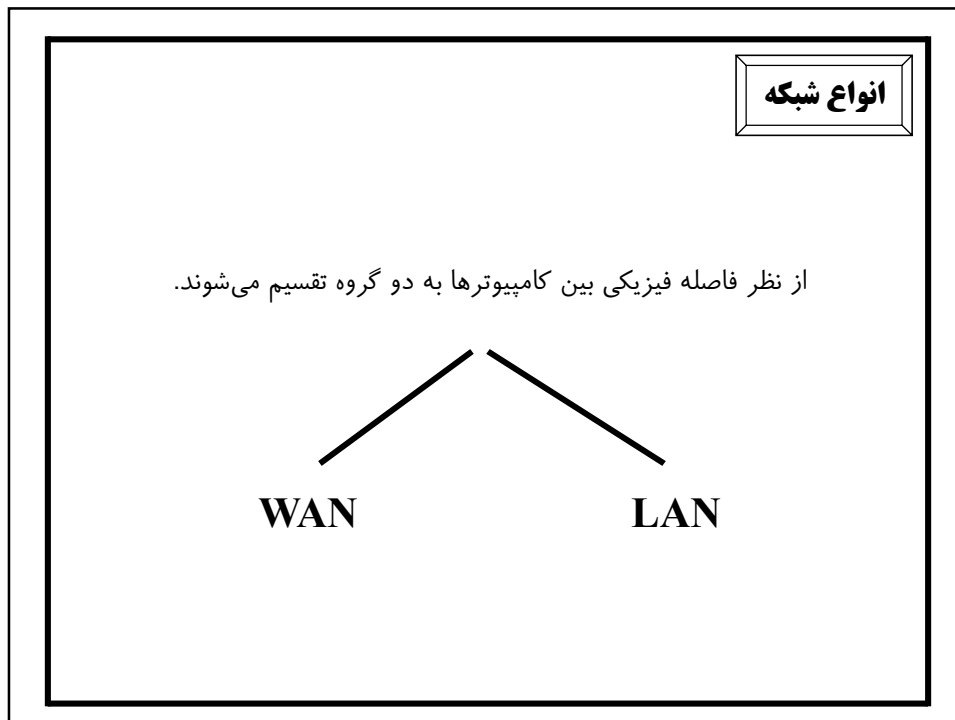 انواع شبکه
از نظر فاصله فیزیکی بین کامپیوترها به دو گروه تقسیم می‌شوند.
LAN
WAN